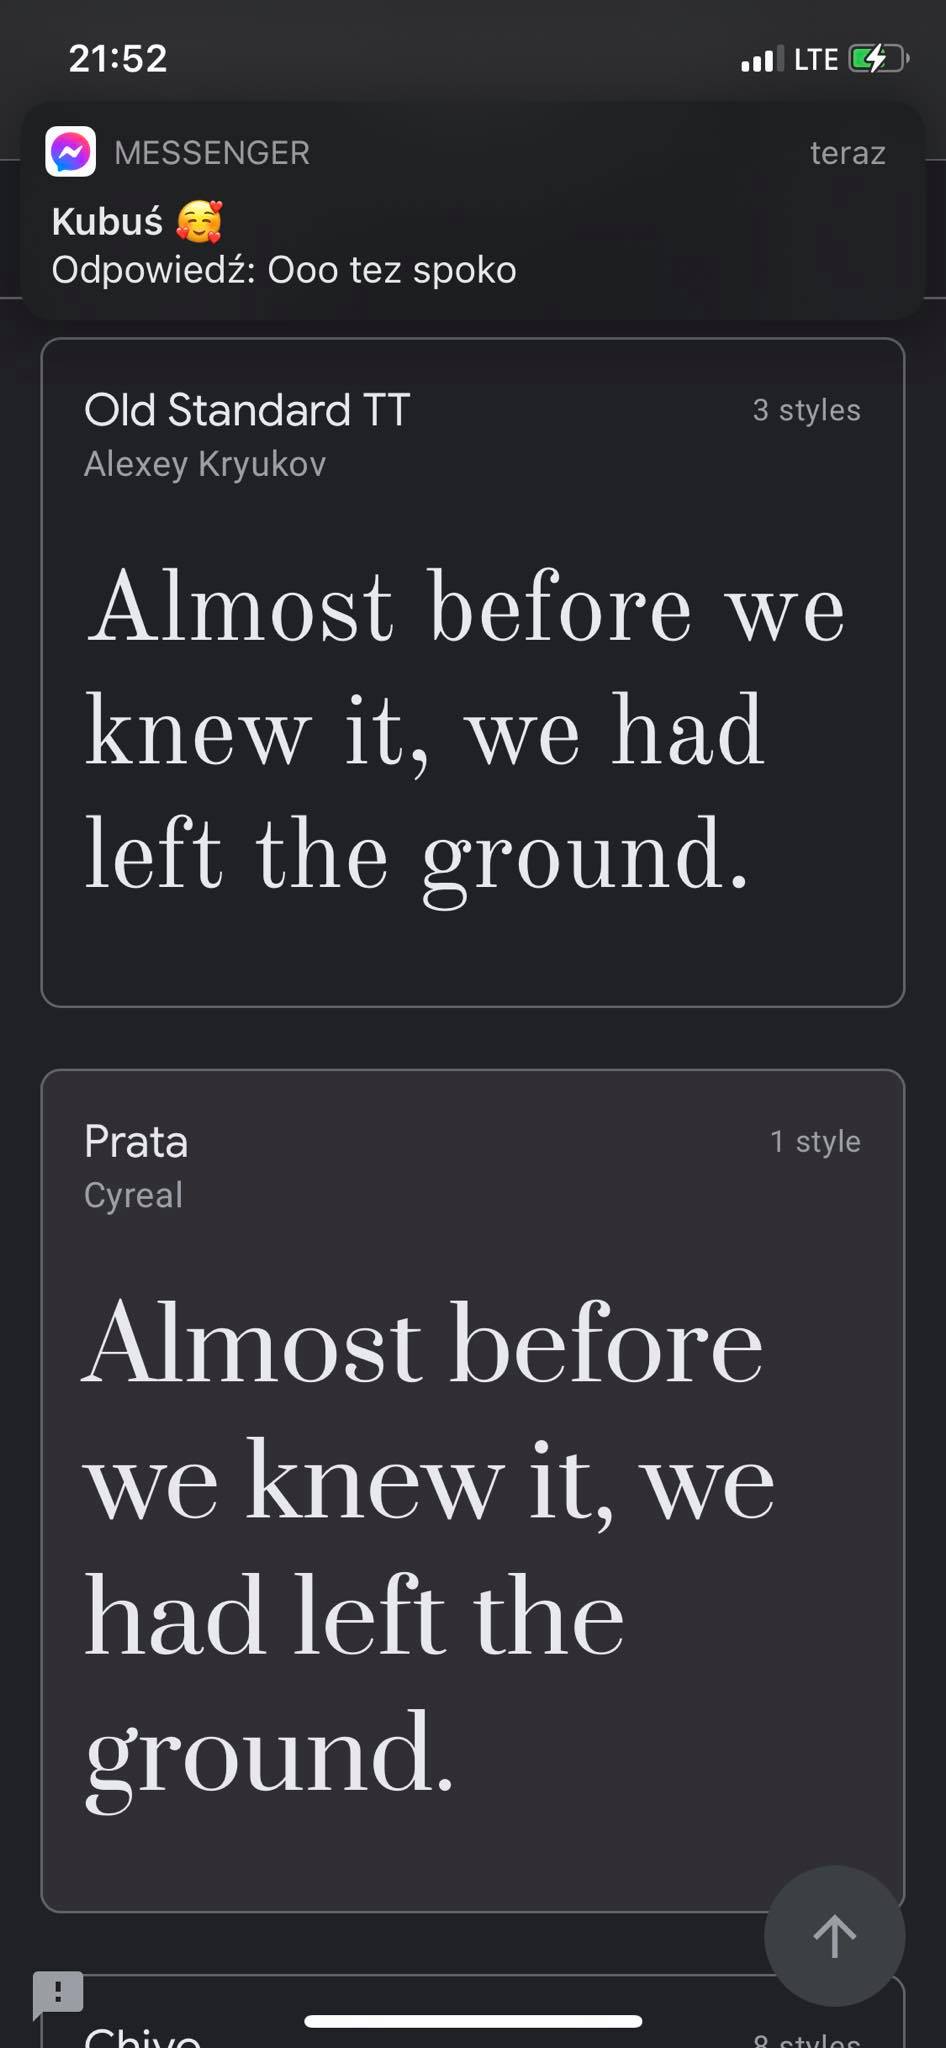 21:52
LTE
MESSENGER
teraz
Kubuś 🥰
Odpowiedź: Ooo tez spoko
Old Standard TT
3 styles
Alexey Kryukov
Almost before we
knew it, we had
left the ground.
Prata
1 style
Cyreal
Almost before
we knew it, we
had left the
ground.
!
Chivo
8 styles